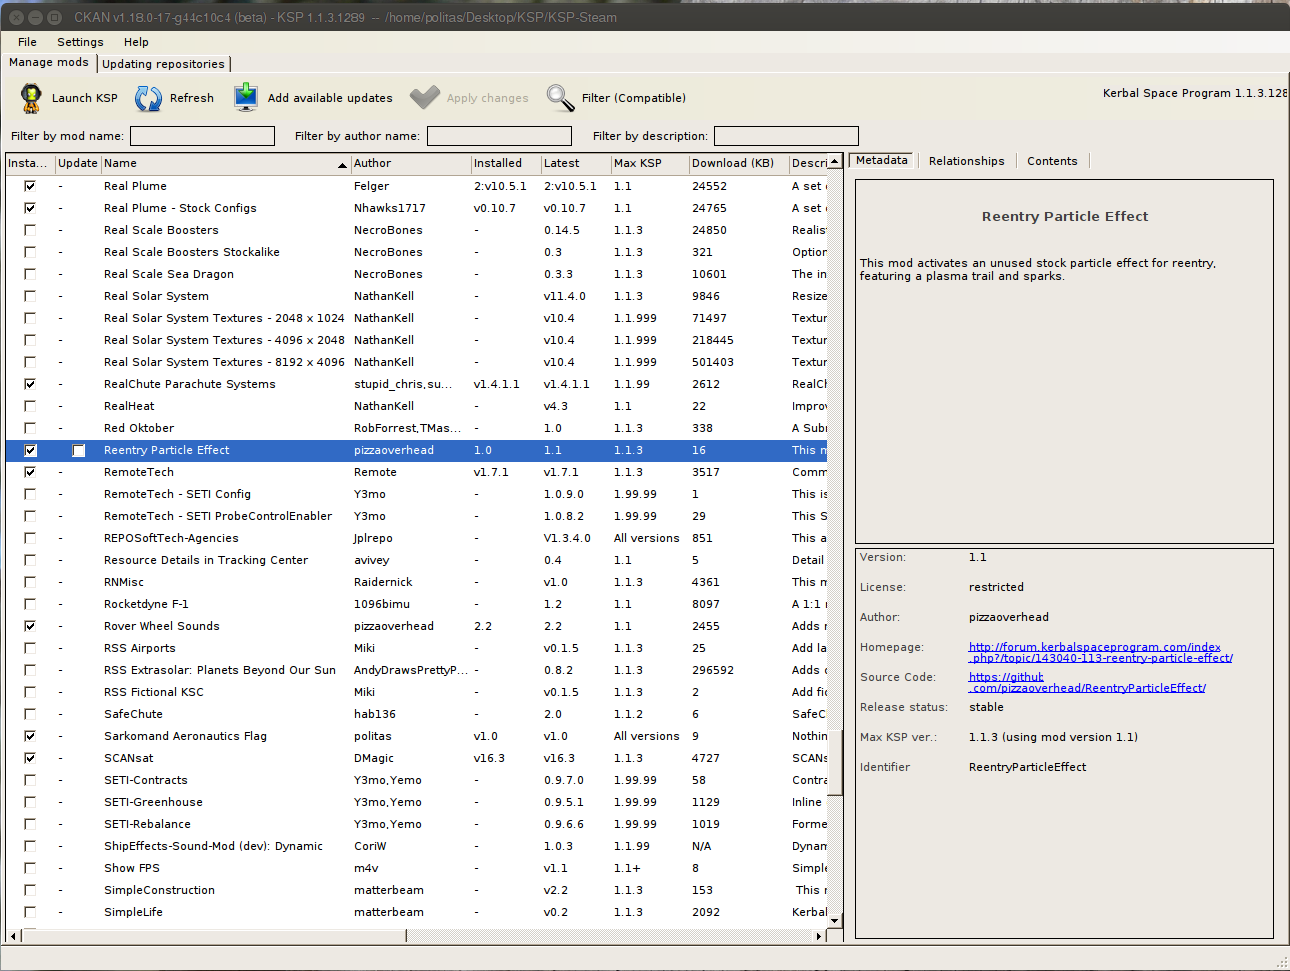 CKAN v1.18.0-17-g44c10c4 (beta) - KSP 1.1.3.1289 -- /home/politas/Desktop/KSP/KSP-Steam
File Settings Help
Manage mods Updating repositories
Launch KSP Refresh Add available updates Apply changes Filter (Compatible) Kerbal Space Program 1.1.3.128
Filter by mod name: Filter by author name: Filter by description:
Insta... Update Name Author Installed Latest Max KSP Download (KB) Descri
Real Plume Felger 2:v10.5.1 2:v10.5.1 1.1 24552 A set
Real Plume - Stock Configs Nhawks1717 v0.10.7 v0.10.7 1.1 24765 A set
Real Scale Boosters NecroBones - 0.14.5 1.1.3 24850 Realis
Real Scale Boosters Stockalike NecroBones - 0.3 1.1.3 321 Option
Real Scale Sea Dragon NecroBones - 0.3.3 1.1.3 10601 The in
Real Solar System NathanKell - v11.4.0 1.1.3 9846 Resize
Real Solar System Textures - 2048 x 1024 NathanKell - v10.4 1.1.999 71497 Textur
Real Solar System Textures - 4096 x 2048 NathanKell - v10.4 1.1.999 218445 Textur
Real Solar System Textures - 8192 x 4096 NathanKell - v10.4 1.1.999 501403 Textur
RealChute Parachute Systems stupid_chris,su... v1.4.1.1 v1.4.1.1 1.1.99 2612 RealCh
RealHeat NathanKell - v4.3 1.1 22 Improv
Red Oktober RobForrest,TMas... - 1.0 1.1.3 338 A Subr
Reentry Particle Effect pizzaoverhead 1.0 1.1 1.1.3 16 This m
RemoteTech Remote v1.7.1 v1.7.1 1.1.3 3517 Comm
RemoteTech - SETI Config Y3mo - 1.0.9.0 1.99.99 1 This is
RemoteTech - SETI ProbeControlEnabler Y3mo - 1.0.8.2 1.99.99 29 This S
REPOSoftTech-Agencies Jplrepo - V1.3.4.0 All versions 851 This a
Resource Details in Tracking Center avivey - 0.4 1.1 5 Detail
RNMisc Raidernick - v1.0 1.1.3 4361 This m
Rocketdyne F-1 1096bimu - 1.2 1.1 8097 A 1:1
Rover Wheel Sounds pizzaoverhead 2.2 2.2 1.1 2455 Adds
RSS Airports Miki - v0.1.5 1.1.3 25 Add la
RSS Extrasolar: Planets Beyond Our Sun AndyDrawsPrettyP... - 0.8.2 1.1.3 296592 Adds
RSS Fictional KSC Miki - v0.1.5 1.1.3 2 Add fic
SafeChute hab136 - 2.0 1.1.2 6 SafeCl
Sarkomand Aeronautics Flag politas v1.0 v1.0 All versions 9 Nothin
SCANsat DMagic v16.3 v16.3 1.1.3 4727 SCANs
SETI-Contracts Y3mo,Yemo - 0.9.7.0 1.99.99 58 Contra
SETI-Greenhouse Y3mo,Yemo - 0.9.5.1 1.99.99 1129 Inline
SETI-Rebalance Y3mo,Yemo - 0.9.6.6 1.99.99 1019 Forme
ShipEffects-Sound-Mod (dev): Dynamic CoriW - 1.0.3 1.1.99 N/A Dynam
Show FPS m4v - v1.1 1.1+ 8 Simple
SimpleConstruction matterbeam - v2.2 1.1.3 153 This
SimpleLife matterbeam - v0.2 1.1.3 2092 Kerbal
Metadata Relationships Contents
Reentry Particle Effect
This mod activates an unused stock particle effect for reentry,
featuring a plasma trail and sparks.
Version: 1.1
License: restricted
Author: pizzaoverhead
Homepage: http://forum.kerbalspaceprogram.com/index
.php?/topic/143040-113-reentry-particle-effect/
Source Code: https://github
.com/pizzaoverhead/ReentryParticleEffect/
Release status: stable
Max KSP ver.: 1.1.3 (using mod version 1.1)
Identifier ReentryParticleEffect